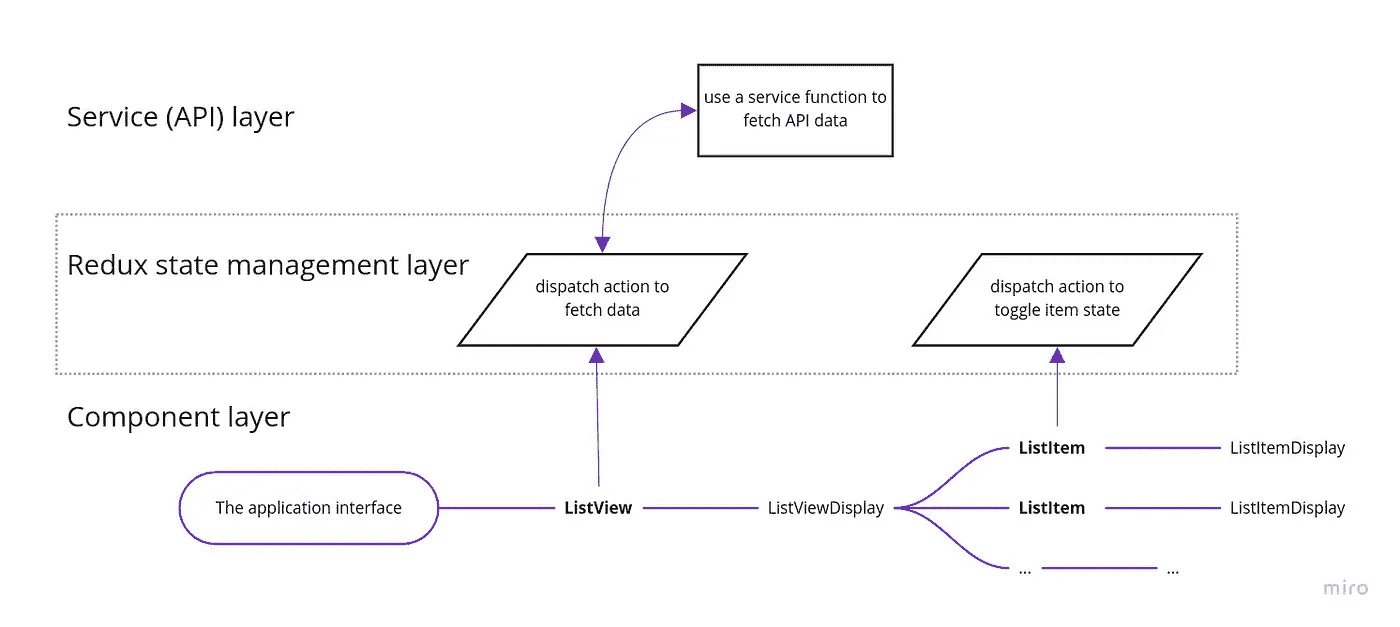 use a service function to
fetch API data
Service (API) layer
Redux state management layer
dispatch action to
fetch data
dispatch action to
toggle item state
Component layer
ListItem
ListItemDisplay
The application interface
ListView
ListViewDisplay
ListItem
ListItemDisplay
...
...
miro